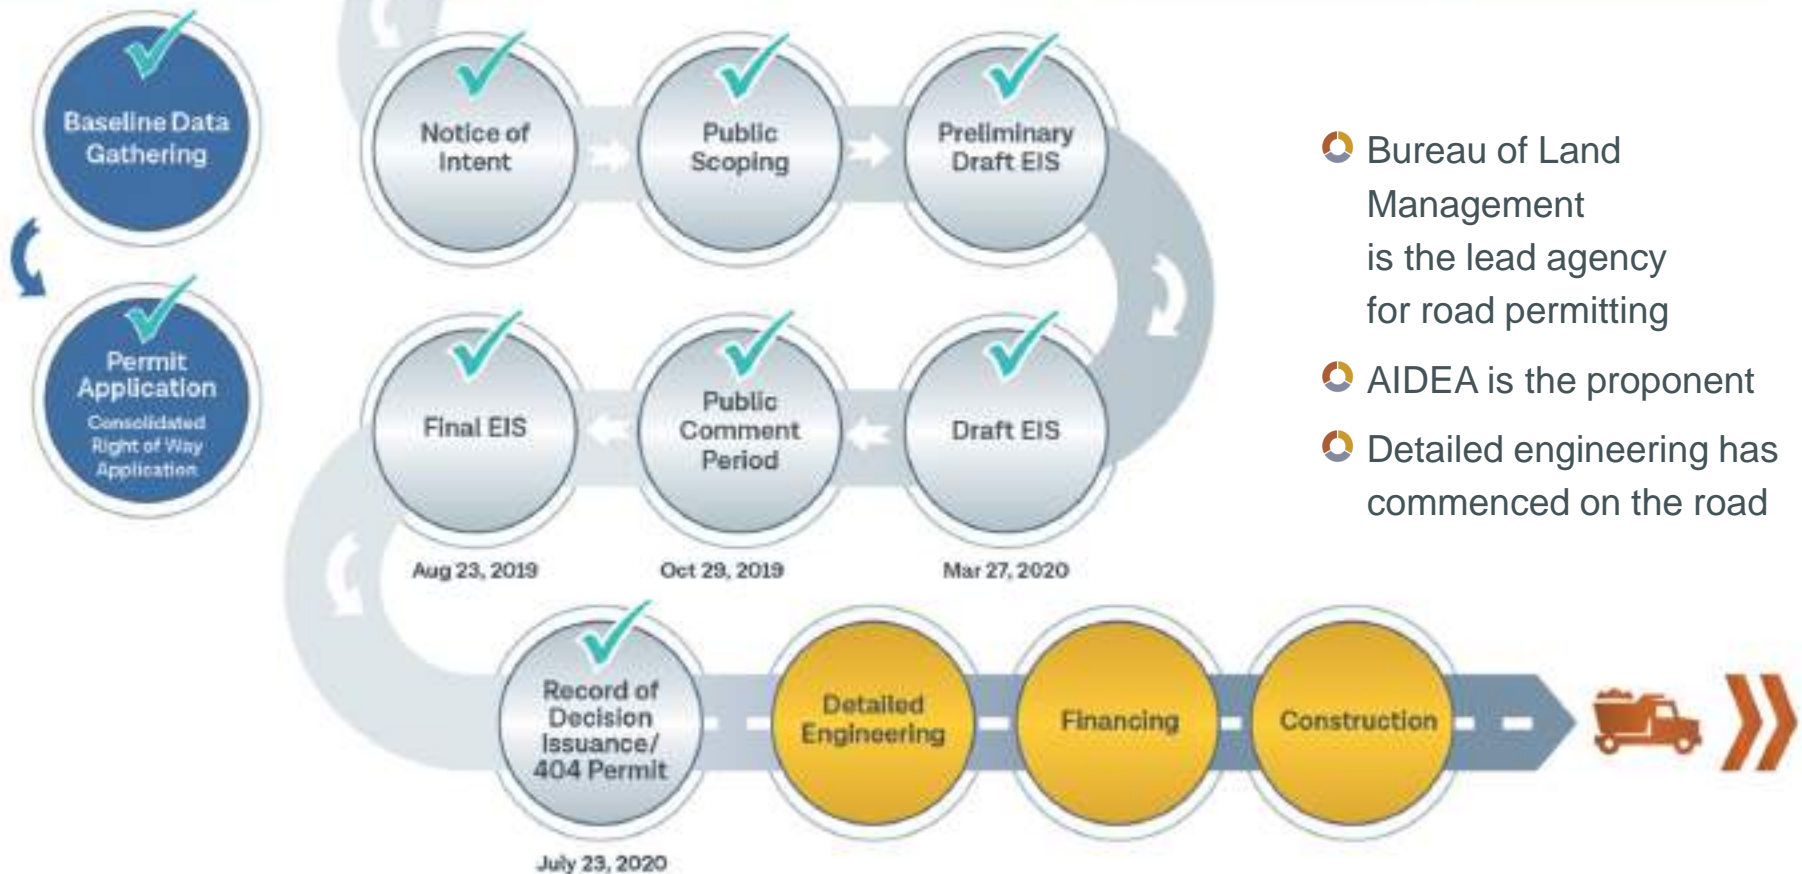 Baseline Data
Gathering
Permit
Application
Consolidated
Right of Way
Application
Notice of
Intent
Public
Scoping
Preliminary
Draft EIS
Final EIS
Public
Comment
Period
Draft EIS
Aug 23, 2019
Oct 29, 2019
Mar 27, 2020
Record of
Decision
Issuance/
404 Permit
July 23, 2020
Detailed
Engineering
Financing
Construction
Bureau of Land
Management
is the lead agency
for road permitting
AIDEA is the proponent
Detailed engineering has
commenced on the road